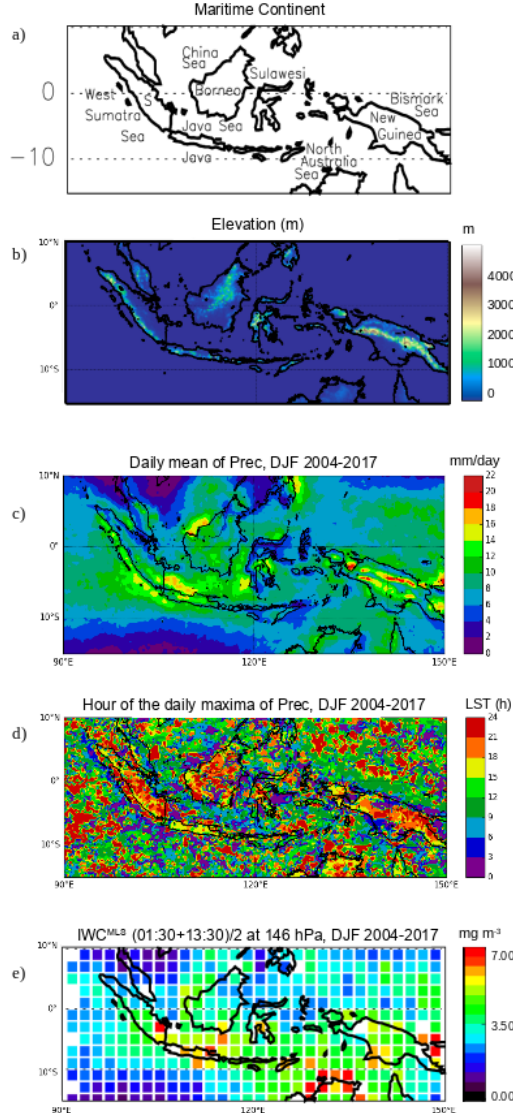 Maritime Continent
a)
China
Sea
Sulawesi
Borneo
0
West
S
Bismark
Sea
Sumatra
New
Java Sea
Guinea
Sea
North
-10
Java
Australia
Sea
Elevation (m)
m
b)
10°N
0°
10°S
4000
3000
2000
1000
0
Daily mean of Prec, DJF 2004-2017
mm/day
c)
10°N
0°
10°S
90°E
120°E
150°E
22
20
18
16
14
12
10
8
6
4
2
0
Hour of the daily maxima of Prec, DJF 2004-2017
LST (h)
d)
10°N
0°
10°S
90°E
120°E
150°E
24
21
18
15
12
9
6
3
0
IWCᴹᴸˢ (01:30+13:30)/2 at 146 hPa, DJF 2004-2017
mg m⁻³
e)
10°N
0°
10°S
90°E
120°E
150°E
7.00
3.50
0.00